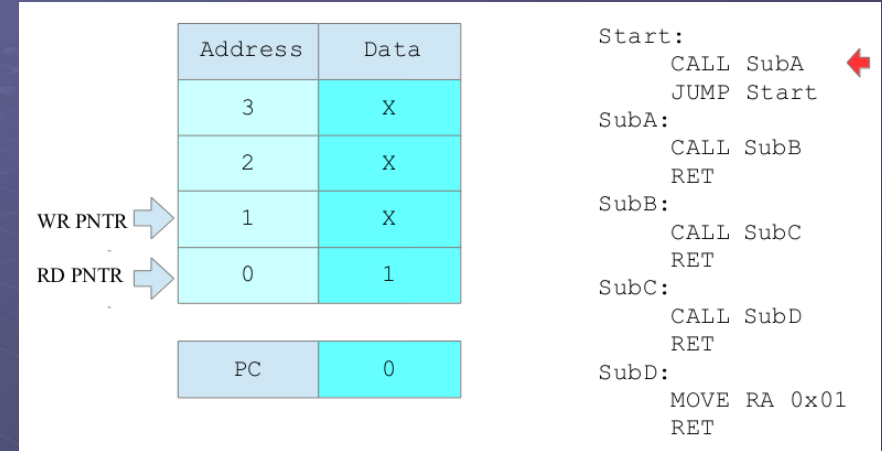 Address Data
3 X
2 X
WR PNTR 1 X
RD PNTR 0 1
PC 0
Start:
CALL SubA
JUMP Start
SubA:
CALL SubB
RET
SubB:
CALL SubC
RET
SubC:
CALL SubD
RET
SubD:
MOVE RA 0x01
RET